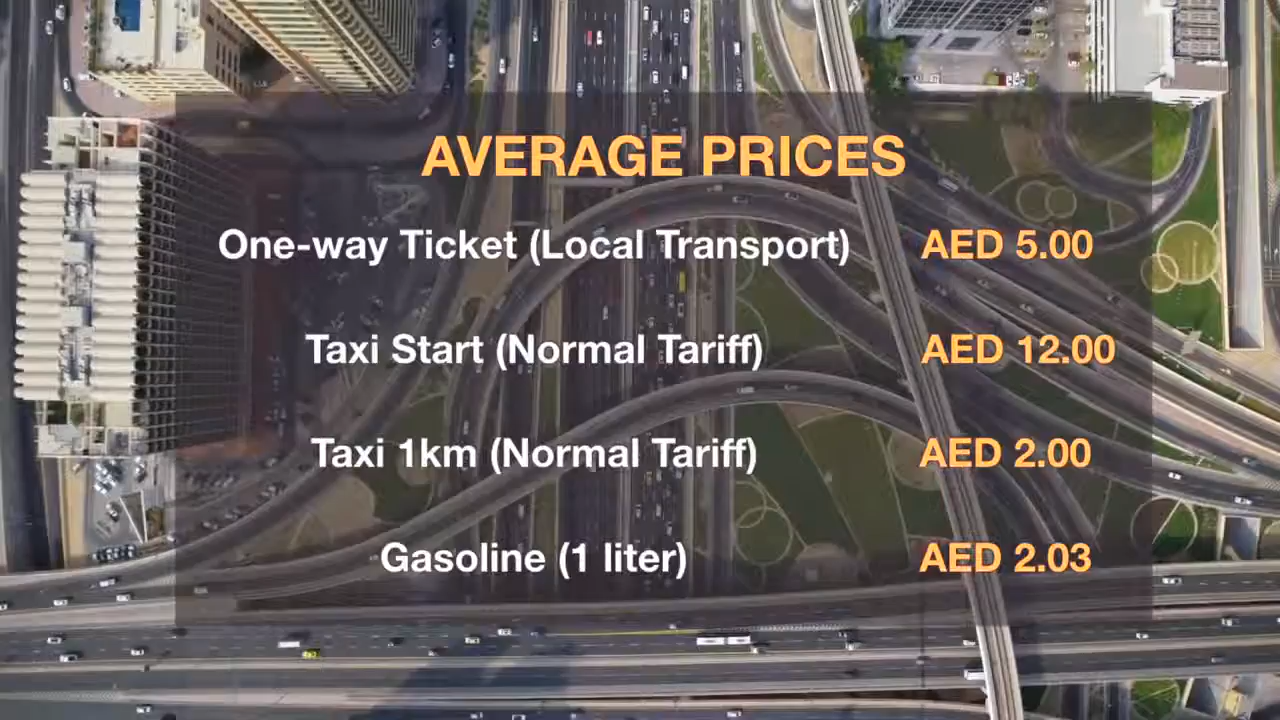 AVERAGE PRICES
One-way Ticket (Local Transport) AED 5.00
Taxi Start (Normal Tariff) AED 12.00
Taxi 1km (Normal Tariff) AED 2.00
Gasoline (1 liter) AED 2.03